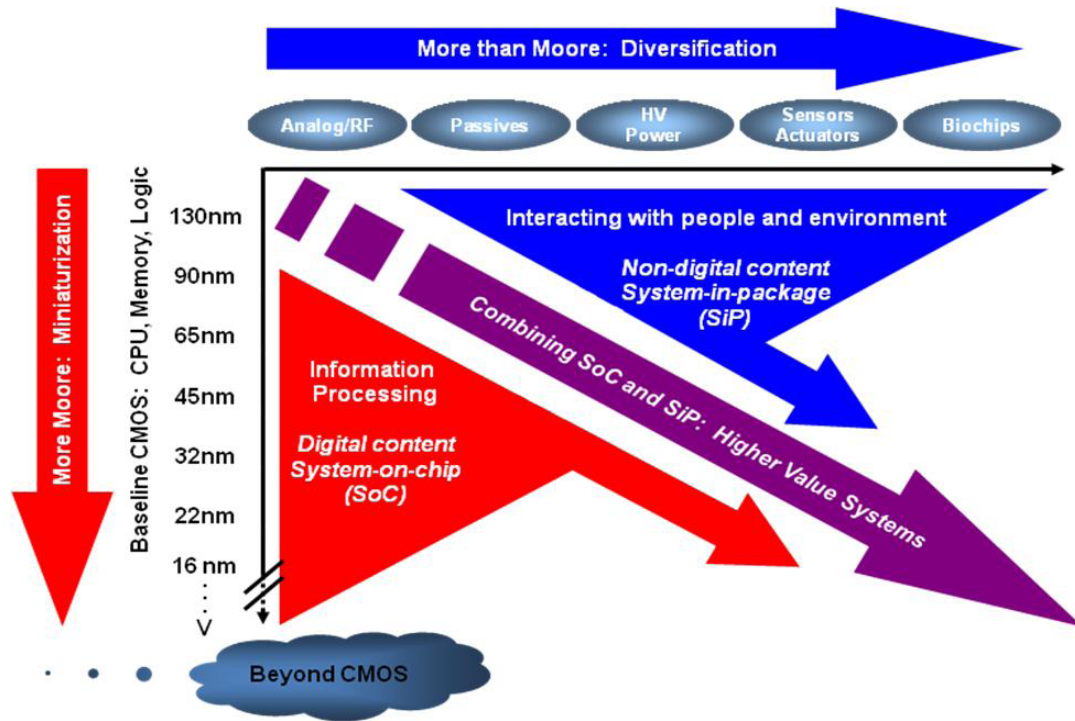 More than Moore: Diversification
Analog/RF
Passives
HV
Power
Sensors
Actuators
Biochips
More Moore: Miniaturization
Baseline CMOS: CPU, Memory, Logic
130nm
90nm
65nm
45nm
32nm
22nm
16 nm
Interacting with people and environment
Non-digital content
System-in-package
(SiP)
Combining SoC and SiP: Higher Value Systems
Information
Processing
Digital content
System-on-chip
(SoC)
Beyond CMOS